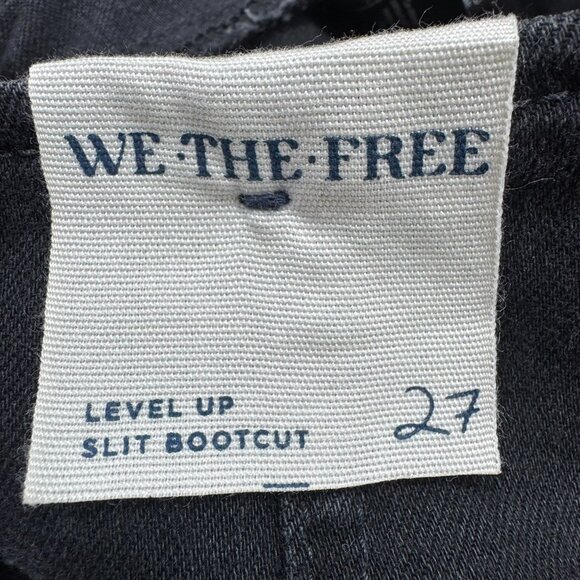 WE·THE·FREE
LEVEL UP
SLIT BOOTCUT
27